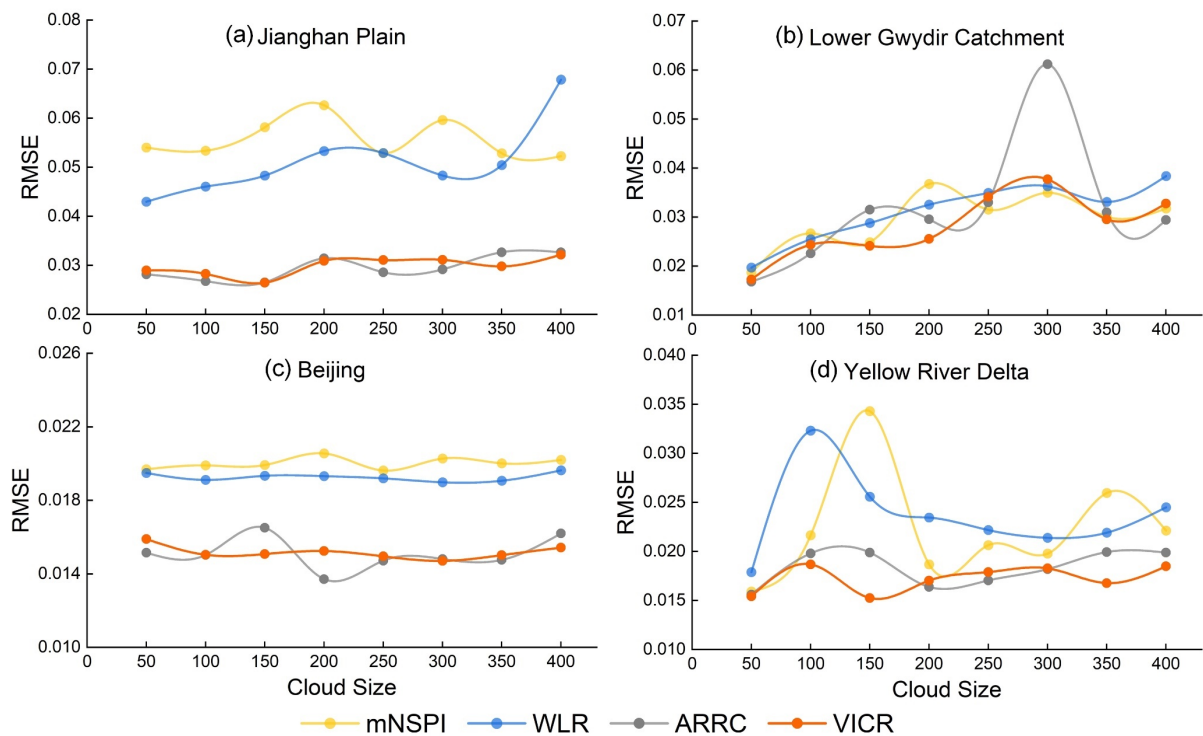 (a) Jianghan Plain
RMSE
0.08
0.07
0.06
0.05
0.04
0.03
0.02
0 50 100 150 200 250 300 350 400
(b) Lower Gwydir Catchment
RMSE
0.07
0.06
0.05
0.04
0.03
0.02
0.01
0 50 100 150 200 250 300 350 400
(c) Beijing
RMSE
0.026
0.022
0.018
0.014
0.010
0 50 100 150 200 250 300 350 400
Cloud Size
(d) Yellow River Delta
RMSE
0.040
0.035
0.030
0.025
0.020
0.015
0.010
0 50 100 150 200 250 300 350 400
Cloud Size
mNSPI WLR ARRC VICR